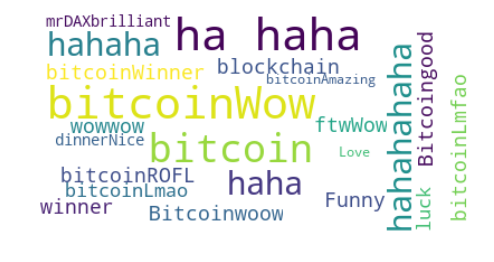 mrDAXbrilliant
ha haha
hahaha
bitcoinWinner
blockchain
bitcoinAmazing
bitcoinWow
wowwow
ftwWow
dinnerNice
bitcoin
Love
bitcoinROFL
bitcoinLmao
haha
winner
Bitcoinwoow
Funny
hahahahaha
luck
Bitcoingood
bitcoinLmfao